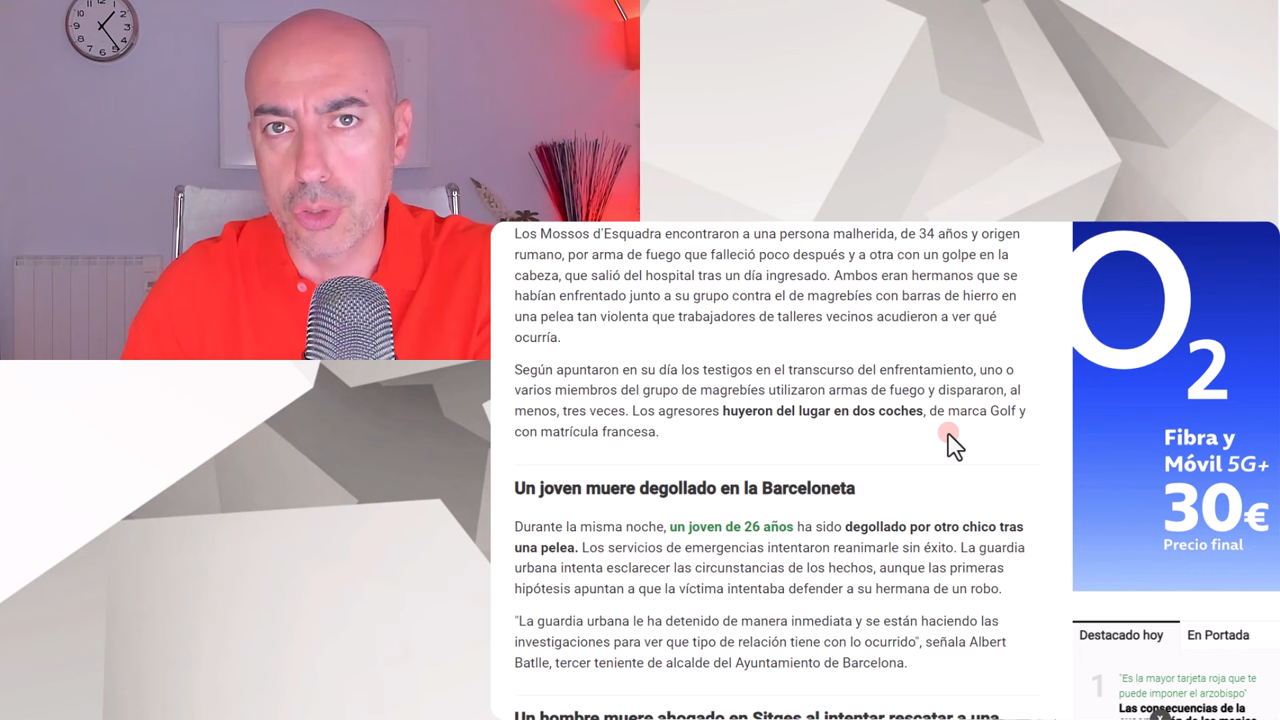 Los Mossos d'Esquadra encontraron a una persona malherida, de 34 años y origen
rumano, por arma de fuego que falleció poco después y a otra con un golpe en la
cabeza, que salió del hospital tras un día ingresado. Ambos eran hermanos que se
habían enfrentado junto a su grupo contra el de magrebíes con barras de hierro en
una pelea tan violenta que trabajadores de talleres vecinos acudieron a ver qué
ocurría.
Según apuntaron en su día los testigos en el transcurso del enfrentamiento, uno o
varios miembros del grupo de magrebíes utilizaron armas de fuego y dispararon, al
menos, tres veces. Los agresores huyeron del lugar en dos coches, de marca Golf y
con matrícula francesa.
Un joven muere degollado en la Barceloneta
Durante la misma noche, un joven de 26 años ha sido degollado por otro chico tras
una pelea. Los servicios de emergencias intentaron reanimarle sin éxito. La guardia
urbana intenta esclarecer las circunstancias de los hechos, aunque las primeras
hipótesis apuntan a que la víctima intentaba defender a su hermana de un robo.
"La guardia urbana le ha detenido de manera inmediata y se están haciendo las
investigaciones para ver que tipo de relación tiene con lo ocurrido", señala Albert
Batlle, tercer teniente de alcalde del Ayuntamiento de Barcelona.
Un hombre muere ahogado en Sitges al intentar rescatar a una
O2
Fibra y
Móvil 5G+
30€
Precio final
Destacado hoy
En Portada
1
"Es la mayor tarjeta roja que te
puede imponer el arzobispo"
Las consecuencias de la